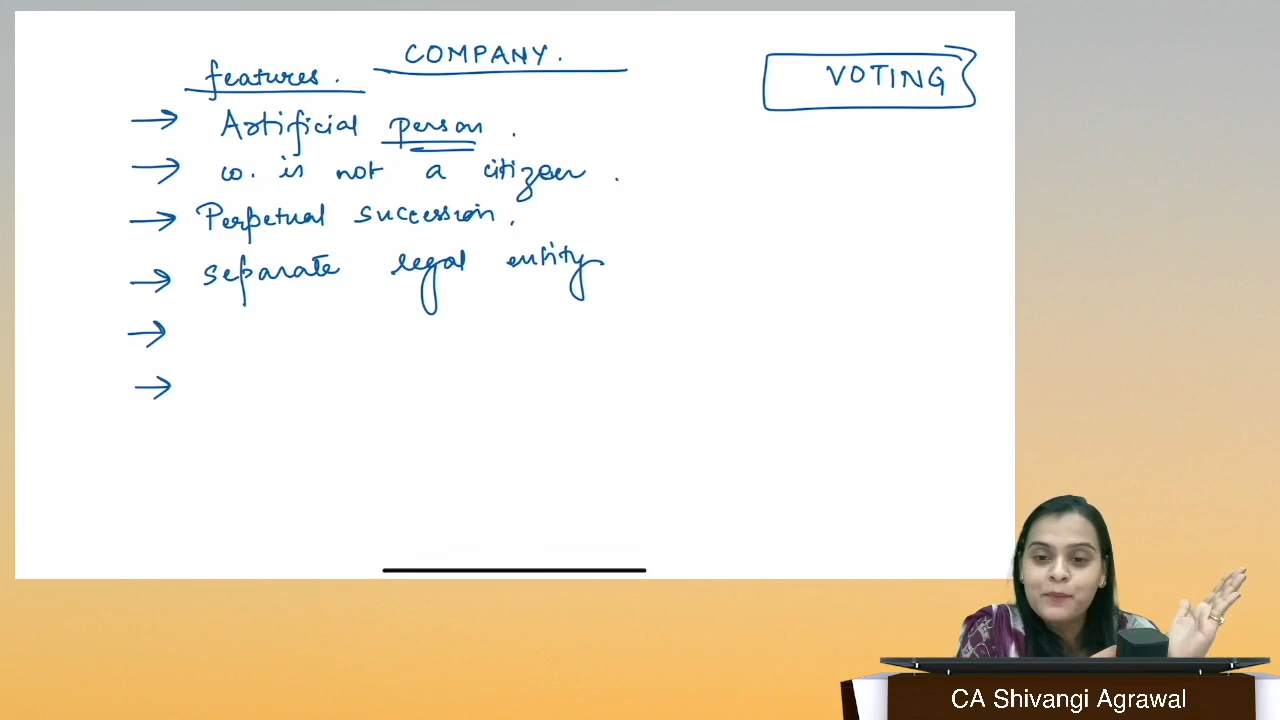 COMPANY.
features.
VOTING
→ Artificial person.
→ co. is not a citizen.
→ Perpetual succession.
→ separate legal entity
→
→
CA Shivangi Agrawal